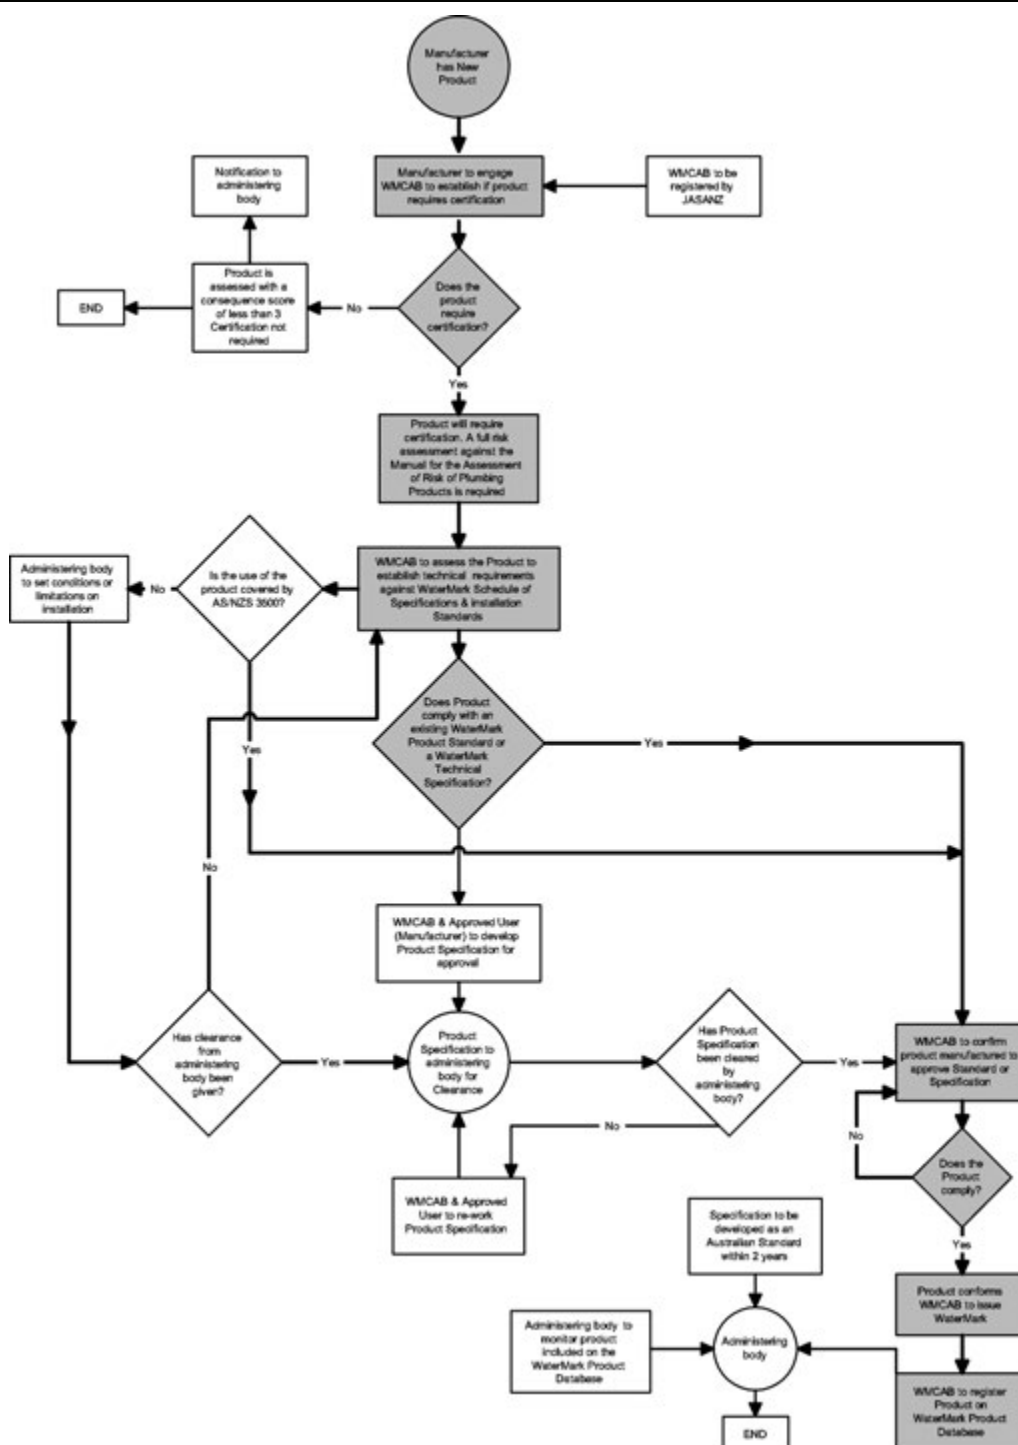 Manufacturer
has New
Product
Manufacturer to engage
WMCAB to establish if product
requires certification
WMCAB to be
registered by
JASANZ
Notification to
administering
body
Does the
product
require
certification?
No
Product is
assessed with a
consequence score
of less than 3
Certification not
required
END
Yes
Product will require
certification. A full risk
assessment against the
Manual for the Assessment
of Risk of Plumbing
Products is required
WMCAB to assess the Product to
establish technical requirements
against WaterMark Schedule of
Specifications & installation
Standards
Is the use of the
product covered by
AS/NZS 3500?
No
Administering body
to set conditions or
limitations on
installation
Yes
Does Product
comply with an
existing WaterMark
Product Standard or
a WaterMark
Technical
Specification?
Yes
No
WMCAB & Approved User
(Manufacturer) to develop
Product Specification for
approval
Has clearance
from
administering
body been
given?
Yes
Product
Specification to
administering
body for
Clearance
Has Product
Specification
been cleared
by
administering
body?
Yes
WMCAB to confirm
product manufactured to
approve Standard or
Specification
No
WMCAB & Approved
User to re-work
Product Specification
No
Does the
Product
comply?
Yes
Specification to be
developed as an
Australian Standard
within 2 years
Product conforms
WMCAB to issue
WaterMark
Administering body to
monitor product
included on the
WaterMark Product
Database
Administering
body
WMCAB to register
Product on
WaterMark Product
Database
END